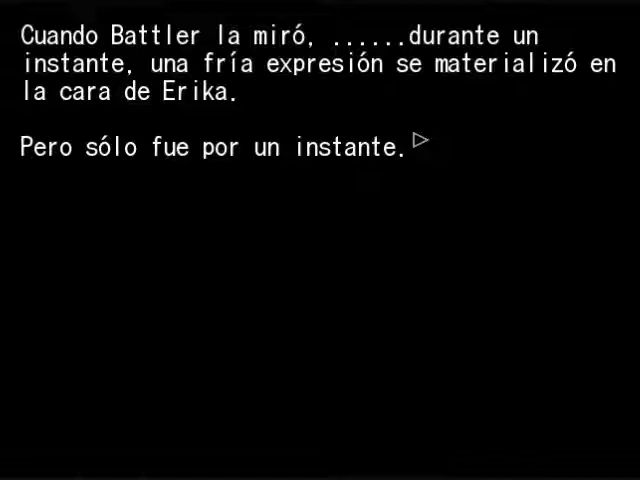 Cuando Battler la miró, ......durante un
instante, una fría expresión se materializó en
la cara de Erika.
Pero sólo fue por un instante.